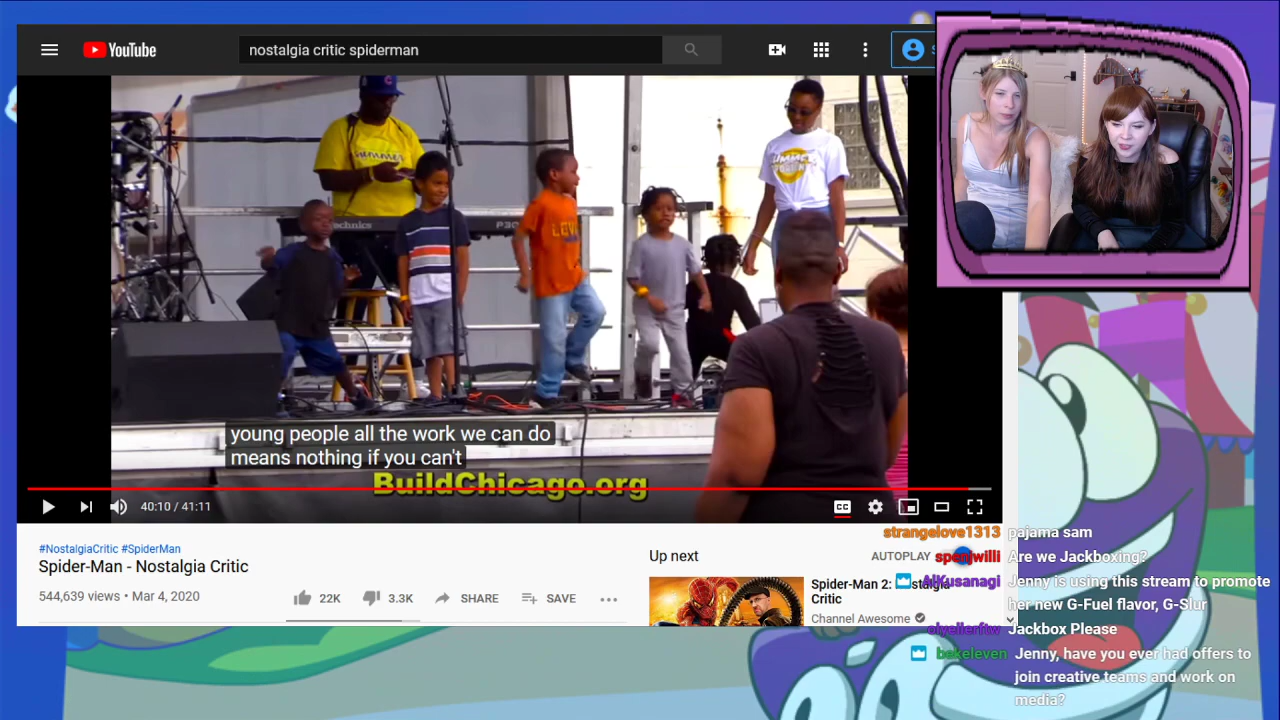 YouTube
nostalgia critic spiderman
technics
young people all the work we can do
means nothing if you can't
BuildChicago.org
40:10 / 41:11
CC
#NostalgiaCritic #SpiderMan
Spider-Man - Nostalgia Critic
544,639 views • Mar 4, 2020
22K
3.3K
SHARE
SAVE
Up next
AUTOPLAY
Spider-Man 2: Nostalgia
Critic
Channel Awesome
strangelove1313 pajama sam
spenjwilli Are we Jackboxing?
AlKusanagi Jenny is using this stream to promote
her new G-Fuel flavor, G-Slur
Jackbox Please
bekeleven Jenny, have you ever had offers to
join creative teams and work on
media?